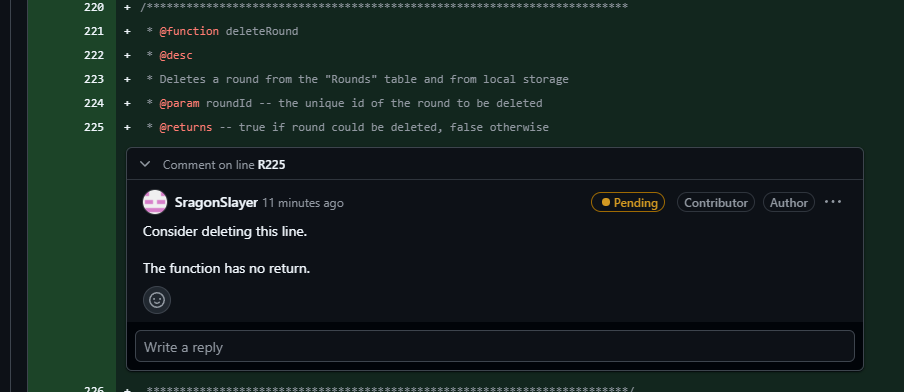 220 + /*************************************************************************
221 + * @function deleteRound
222 + * @desc
223 + * Deletes a round from the "Rounds" table and from local storage
224 + * @param roundId -- the unique id of the round to be deleted
225 + * @returns -- true if round could be deleted, false otherwise
Comment on line R225
SragonSlayer 11 minutes ago Pending Contributor Author ···
Consider deleting this line.
The function has no return.
Write a reply
226 + *************************************************************************/